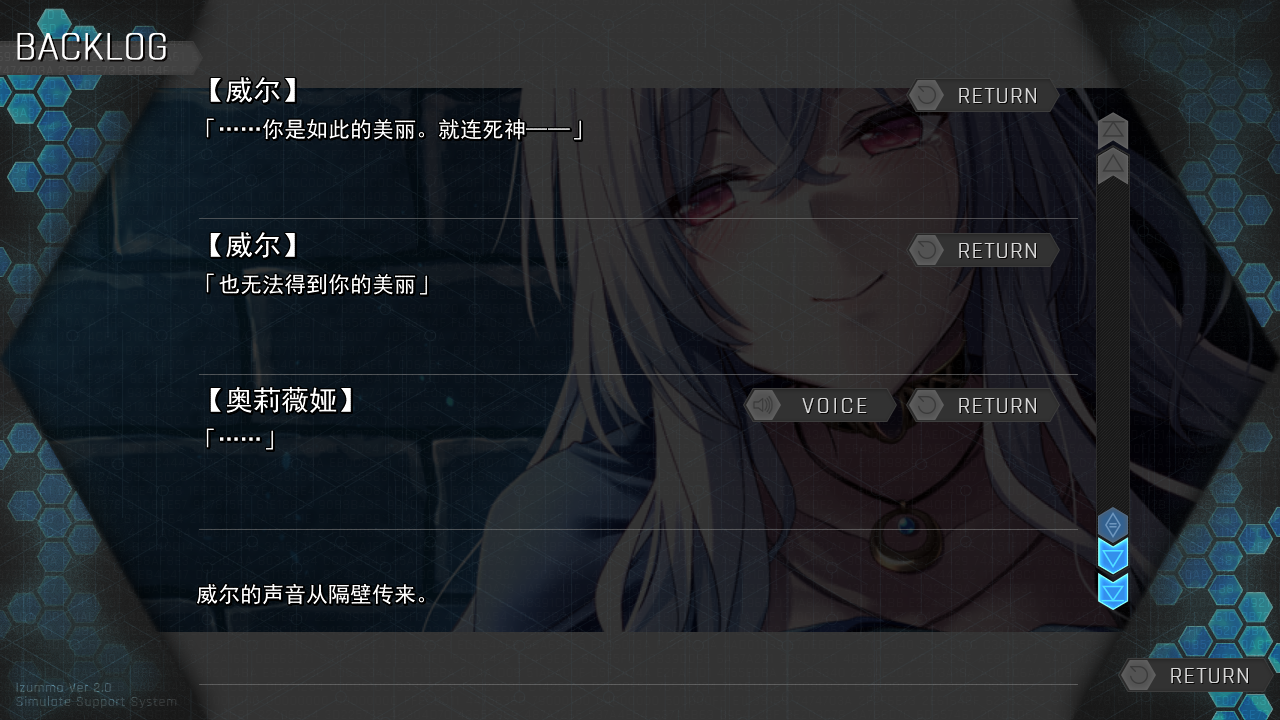 BACKLOG
【威尔】
RETURN
「……你是如此的美丽。就连死神——」
【威尔】
RETURN
「也无法得到你的美丽」
【奥莉薇娅】
VOICE
RETURN
「……」
威尔的声音从隔壁传来。
RETURN
Izummo Ver 2.0
Simulate Support System